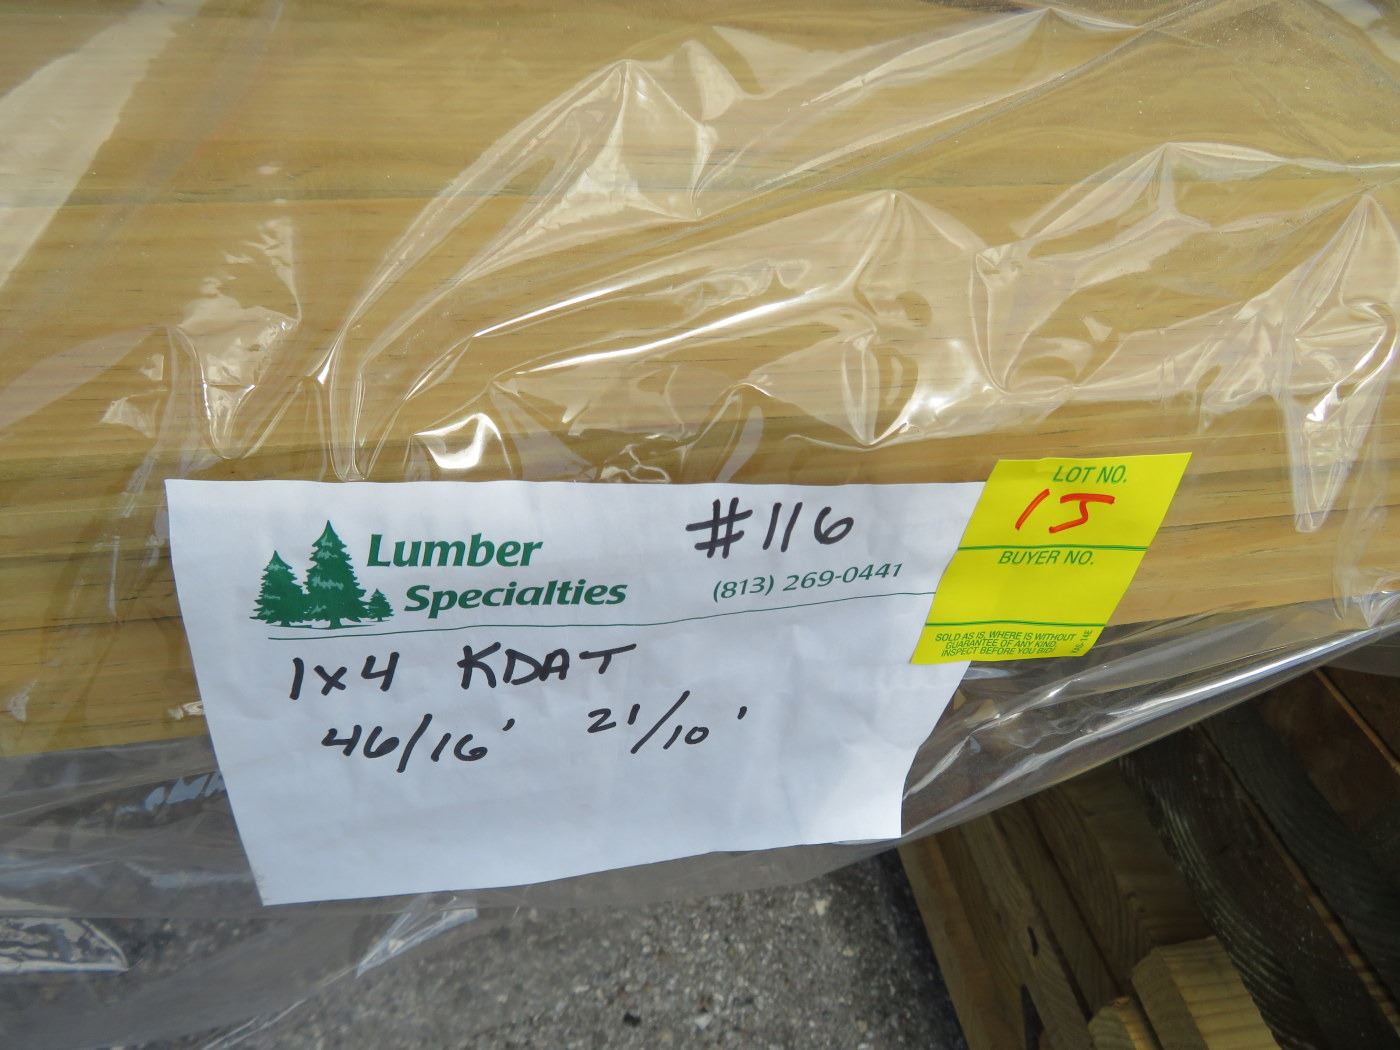 #116
Lumber
Specialties
(813) 269-0441
1x4 KDAT
46/16' 21/10'
LOT NO.
15
BUYER NO.
SOLD AS IS, WHERE IS WITHOUT
GUARANTEE OF ANY KIND.
INSPECT BEFORE YOU BID!